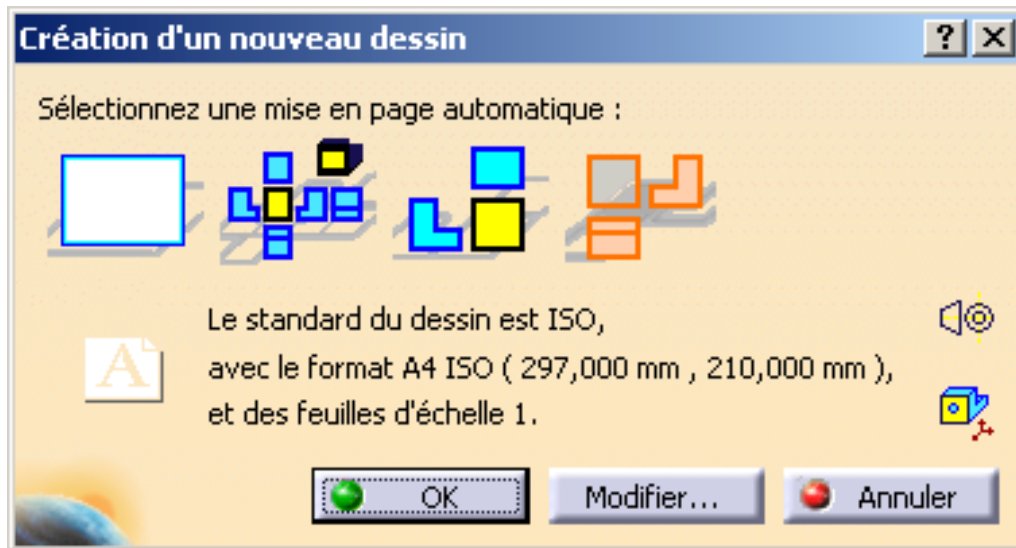 Création d'un nouveau dessin
Sélectionnez une mise en page automatique :
Le standard du dessin est ISO,
avec le format A4 ISO ( 297,000 mm , 210,000 mm ),
et des feuilles d'échelle 1.
A
OK Modifier... Annuler